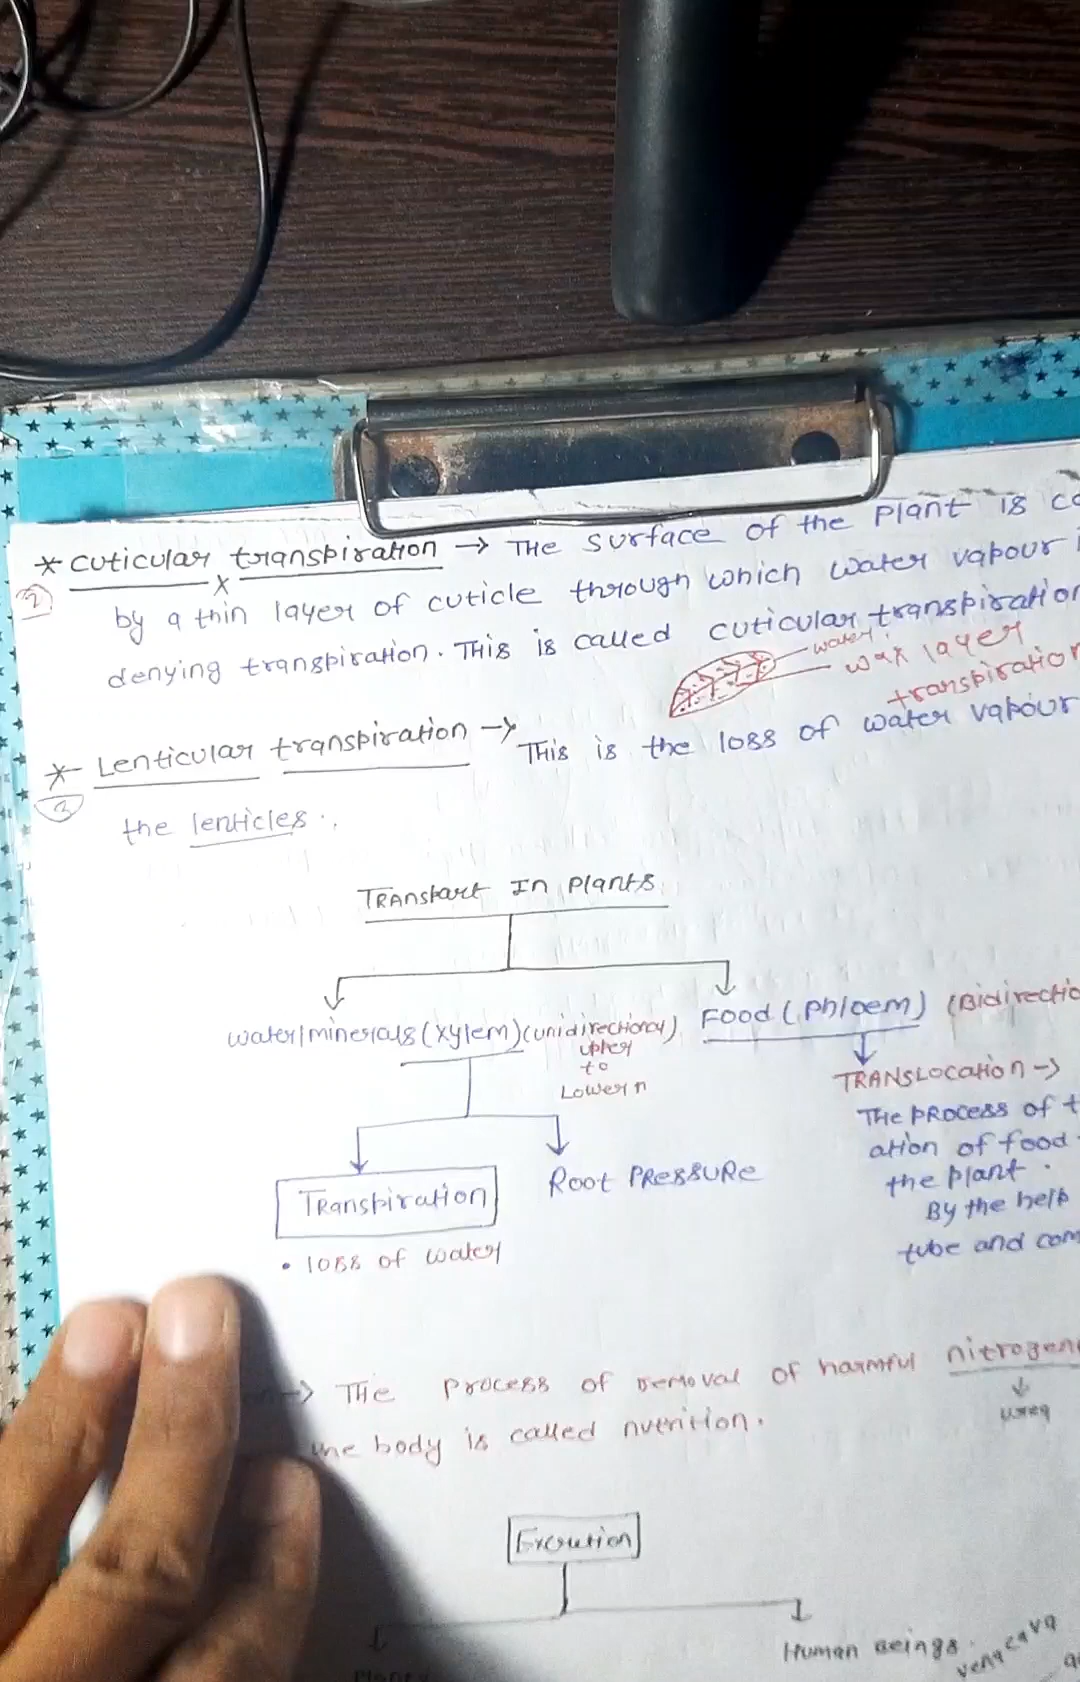 * cuticular transpiration → THE surface of the plant is
2
by a thin layer of cuticle through which water vapour
denying transpiration. THis is called cuticular transpiration
water.
wax layer
transpiration
* Lenticular transpiration → THis is the loss of water vapour
3
the lenticles..
TRANSPORT IN Plants
water/minerals (xylem) (unidirectional) Food (phloem) (Bidirectio
upper
to
Lower n
TRANSLOCATION →
THE PROCESS of t
ation of food
the plant.
By the help
tube and com
Transpiration
ROOT PRESSURE
• loss of water
→ THE process of removal of harmful nitrogen
urea
the body is called nutrition.
Excretion
Human Beings.
vena cava